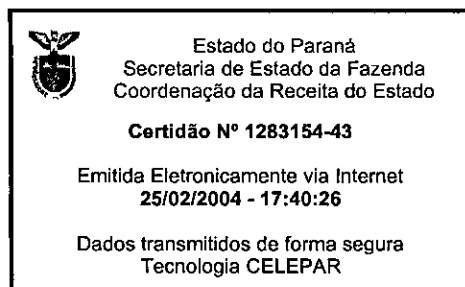 Estado do Paraná
Secretaria de Estado da Fazenda
Coordenação da Receita do Estado
Certidão Nº 1283154-43
Emitida Eletronicamente via Internet
25/02/2004 - 17:40:26
Dados transmitidos de forma segura
Tecnologia CELEPAR